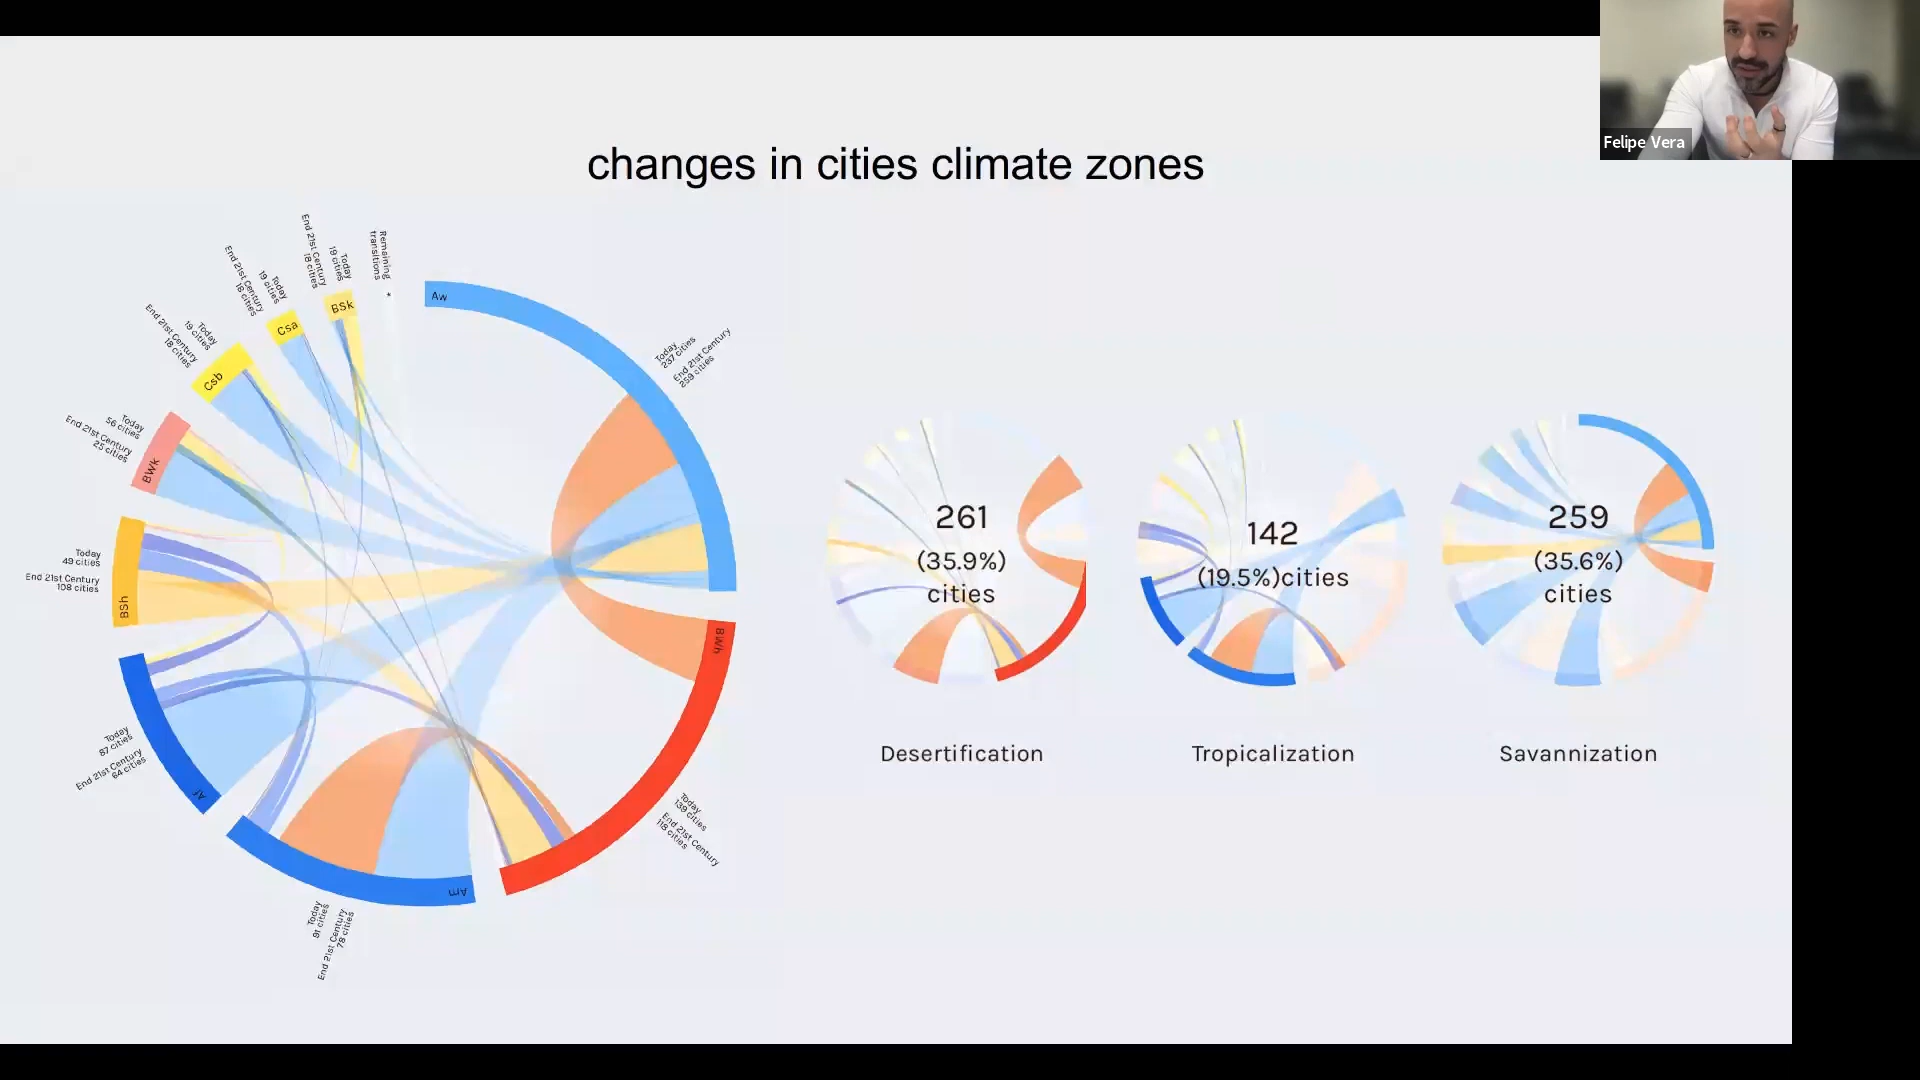 Felipe Vera
changes in cities climate zones
Remaining
transitions
*
Today
19 cities
End 21st Century
18 cities
BSk
Today
19 cities
End 21st Century
18 cities
Csa
Today
19 cities
End 21st Century
18 cities
Csb
Today
56 cities
End 21st Century
25 cities
BWk
Today
49 cities
End 21st Century
108 cities
BSh
Today
87 cities
End 21st Century
64 cities
Af
Today
91 cities
End 21st Century
78 cities
Am
Today
139 cities
End 21st Century
118 cities
BWh
Today
237 cities
End 21st Century
259 cities
Aw
261
(35.9%)
cities
Desertification
142
(19.5%)cities
Tropicalization
259
(35.6%)
cities
Savannization